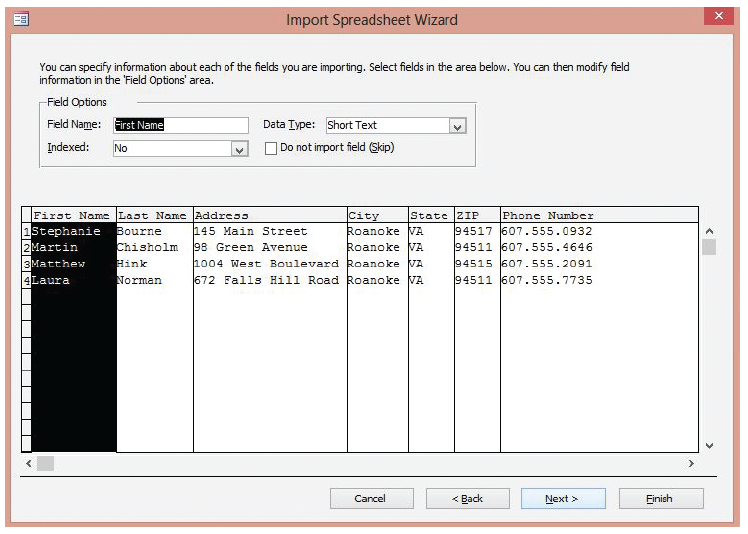 Import Spreadsheet Wizard
You can specify information about each of the fields you are importing. Select fields in the area below. You can then modify field
information in the 'Field Options' area.
Field Options
Field Name: First Name Data Type: Short Text
Indexed: No Do not import field (Skip)
First Name Last Name Address City State ZIP Phone Number
1 Stephanie Bourne 145 Main Street Roanoke VA 94517 607.555.0932
2 Martin Chisholm 98 Green Avenue Roanoke VA 94511 607.555.4646
3 Matthew Hink 1004 West Boulevard Roanoke VA 94515 607.555.2091
4 Laura Norman 672 Falls Hill Road Roanoke VA 94511 607.555.7735
Cancel < Back Next > Finish